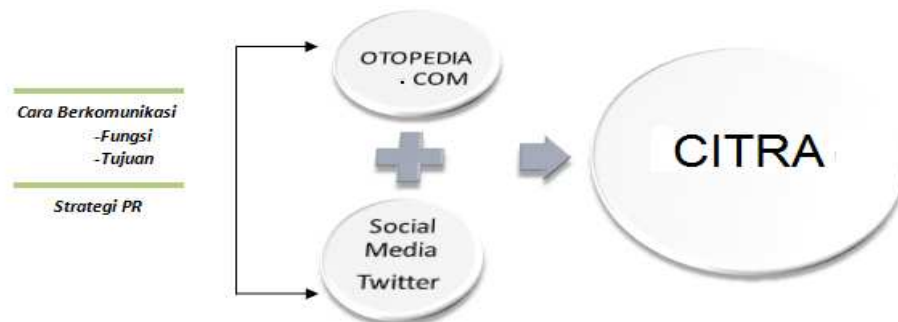 Cara Berkomunikasi
-Fungsi
-Tujuan
Strategi PR
OTOPEDIA
. COM
Social
Media
Twitter
CITRA